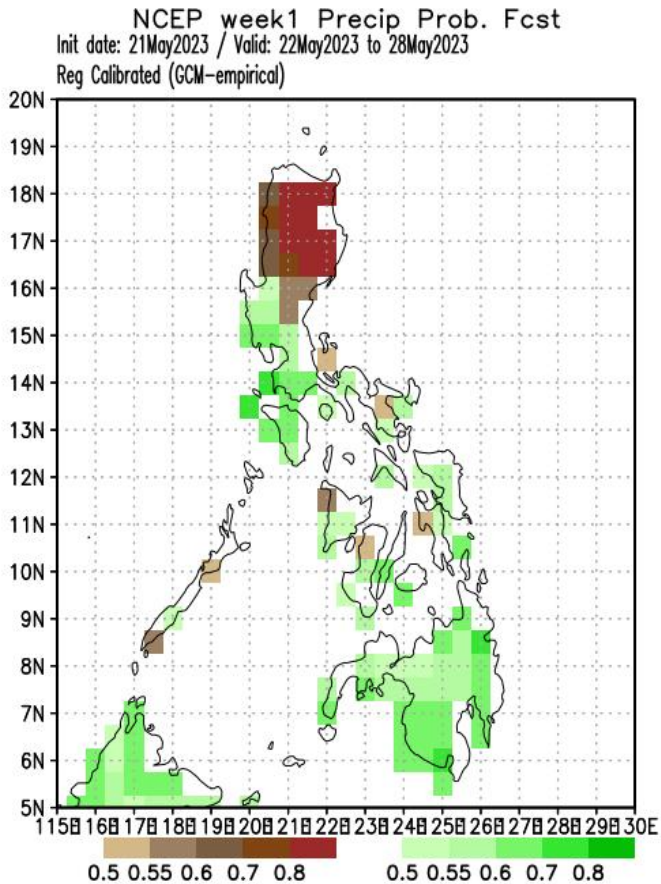 NCEP week1 Precip Prob. Fcst
Init date: 21May2023 / Valid: 22May2023 to 28May2023
Reg Calibrated (GCM-empirical)
20N
19N
18N
17N
16N
15N
14N
13N
12N
11N
10N
9N
8N
7N
6N
5N
115E 116E 117E 118E 119E 120E 121E 122E 123E 124E 125E 126E 127E 128E 129E 130E
0.5 0.55 0.6 0.7 0.8 0.5 0.55 0.6 0.7 0.8